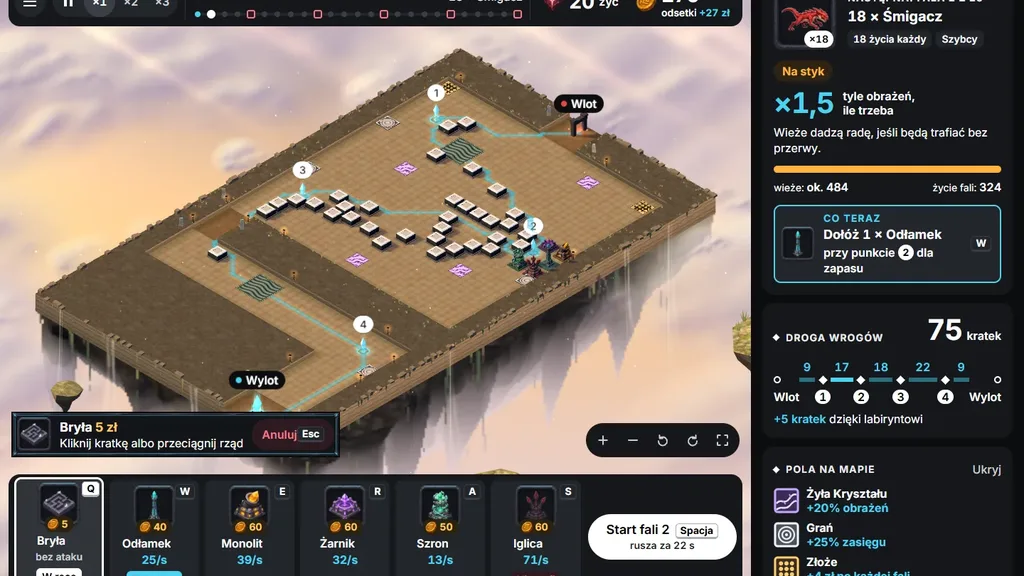 ×1 ×2 ×3
20 żyć
odsetki +27 zł
×18
18 × Śmigacz
18 życia każdy
Szybcy
Na styk
×1,5 tyle obrażeń,
ile trzeba
Wieże dadzą radę, jeśli będą trafiać bez
przerwy.
wieże: ok. 484
życie fali: 324
CO TERAZ
Dołóż 1 × Odłamek
przy punkcie 2 dla
zapasu
W
DROGA WROGÓW
75 kratek
9 17 18 22 9
Wlot 1 2 3 4 Wylot
+5 kratek dzięki labiryntowi
POLA NA MAPIE
Ukryj
Żyła Kryształu
+20% obrażeń
Grań
+25% zasięgu
Złoże
+4 zł na każdej fali
1
Wlot
3
2
4
Wylot
Bryła 5 zł
Kliknij kratkę albo przeciągnij rząd
Anuluj Esc
Q
5
Bryła
bez ataku
W
40
Odłamek
25/s
E
60
Monolit
39/s
R
60
Żarnik
32/s
A
50
Szron
13/s
S
60
Iglica
71/s
Start fali 2 Spacja
rusza za 22 s